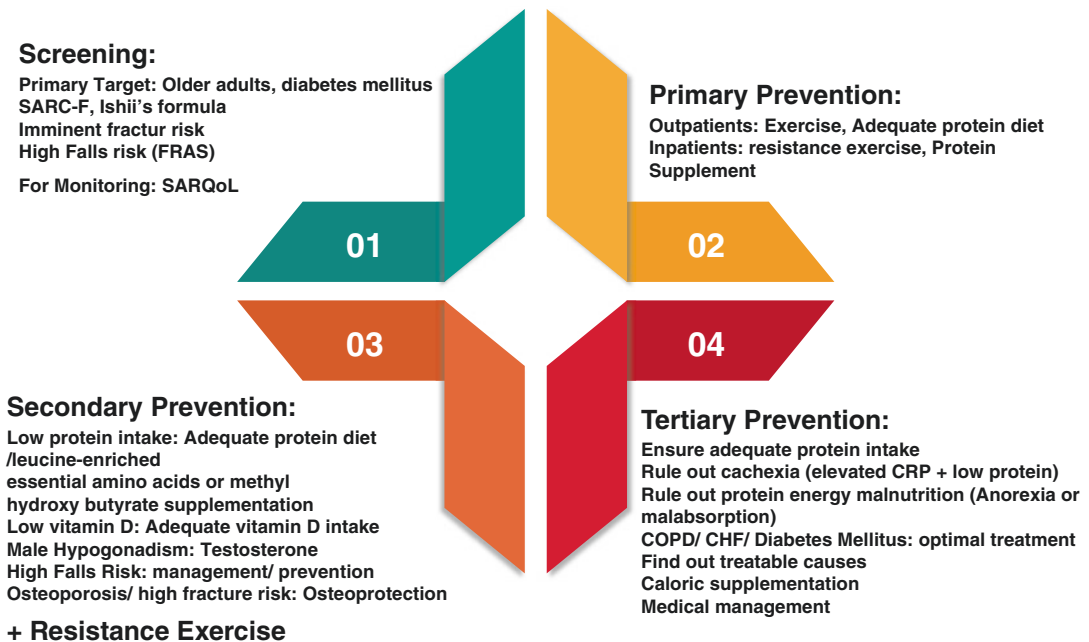 Screening:
Primary Target: Older adults, diabetes mellitus
SARC-F, Ishii's formula
Imminent fractur risk
High Falls risk (FRAS)
For Monitoring: SARQoL
01
Primary Prevention:
Outpatients: Exercise, Adequate protein diet
Inpatients: resistance exercise, Protein
Supplement
02
03
Secondary Prevention:
Low protein intake: Adequate protein diet
/leucine-enriched
essential amino acids or methyl
hydroxy butyrate supplementation
Low vitamin D: Adequate vitamin D intake
Male Hypogonadism: Testosterone
High Falls Risk: management/ prevention
Osteoporosis/ high fracture risk: Osteoprotection
+ Resistance Exercise
04
Tertiary Prevention:
Ensure adequate protein intake
Rule out cachexia (elevated CRP + low protein)
Rule out protein energy malnutrition (Anorexia or
malabsorption)
COPD/ CHF/ Diabetes Mellitus: optimal treatment
Find out treatable causes
Caloric supplementation
Medical management